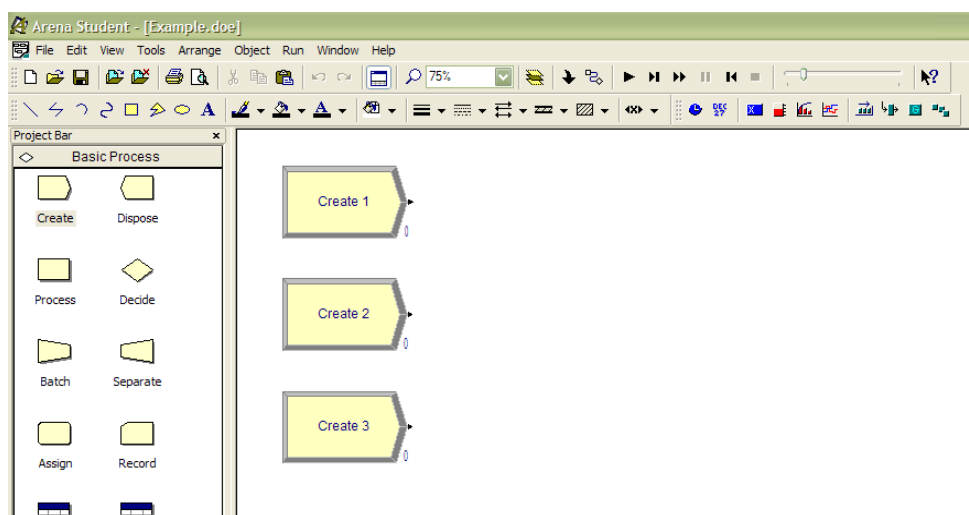 Arena Student - [Example.doe]
File Edit View Tools Arrange Object Run Window Help
75%
A A
Project Bar x
Basic Process
Create Dispose
Process Decide
Batch Separate
Assign Record
Create 1
0
Create 2
0
Create 3
0